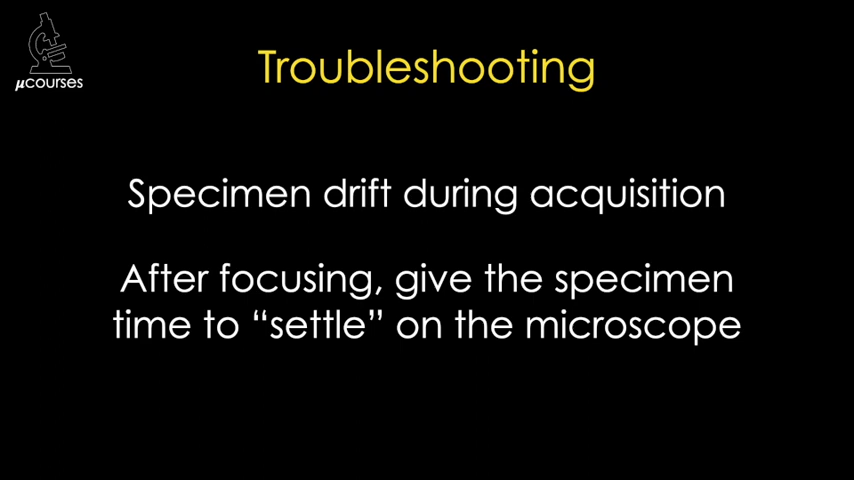 µcourses
Troubleshooting
Specimen drift during acquisition
After focusing, give the specimen
time to “settle” on the microscope